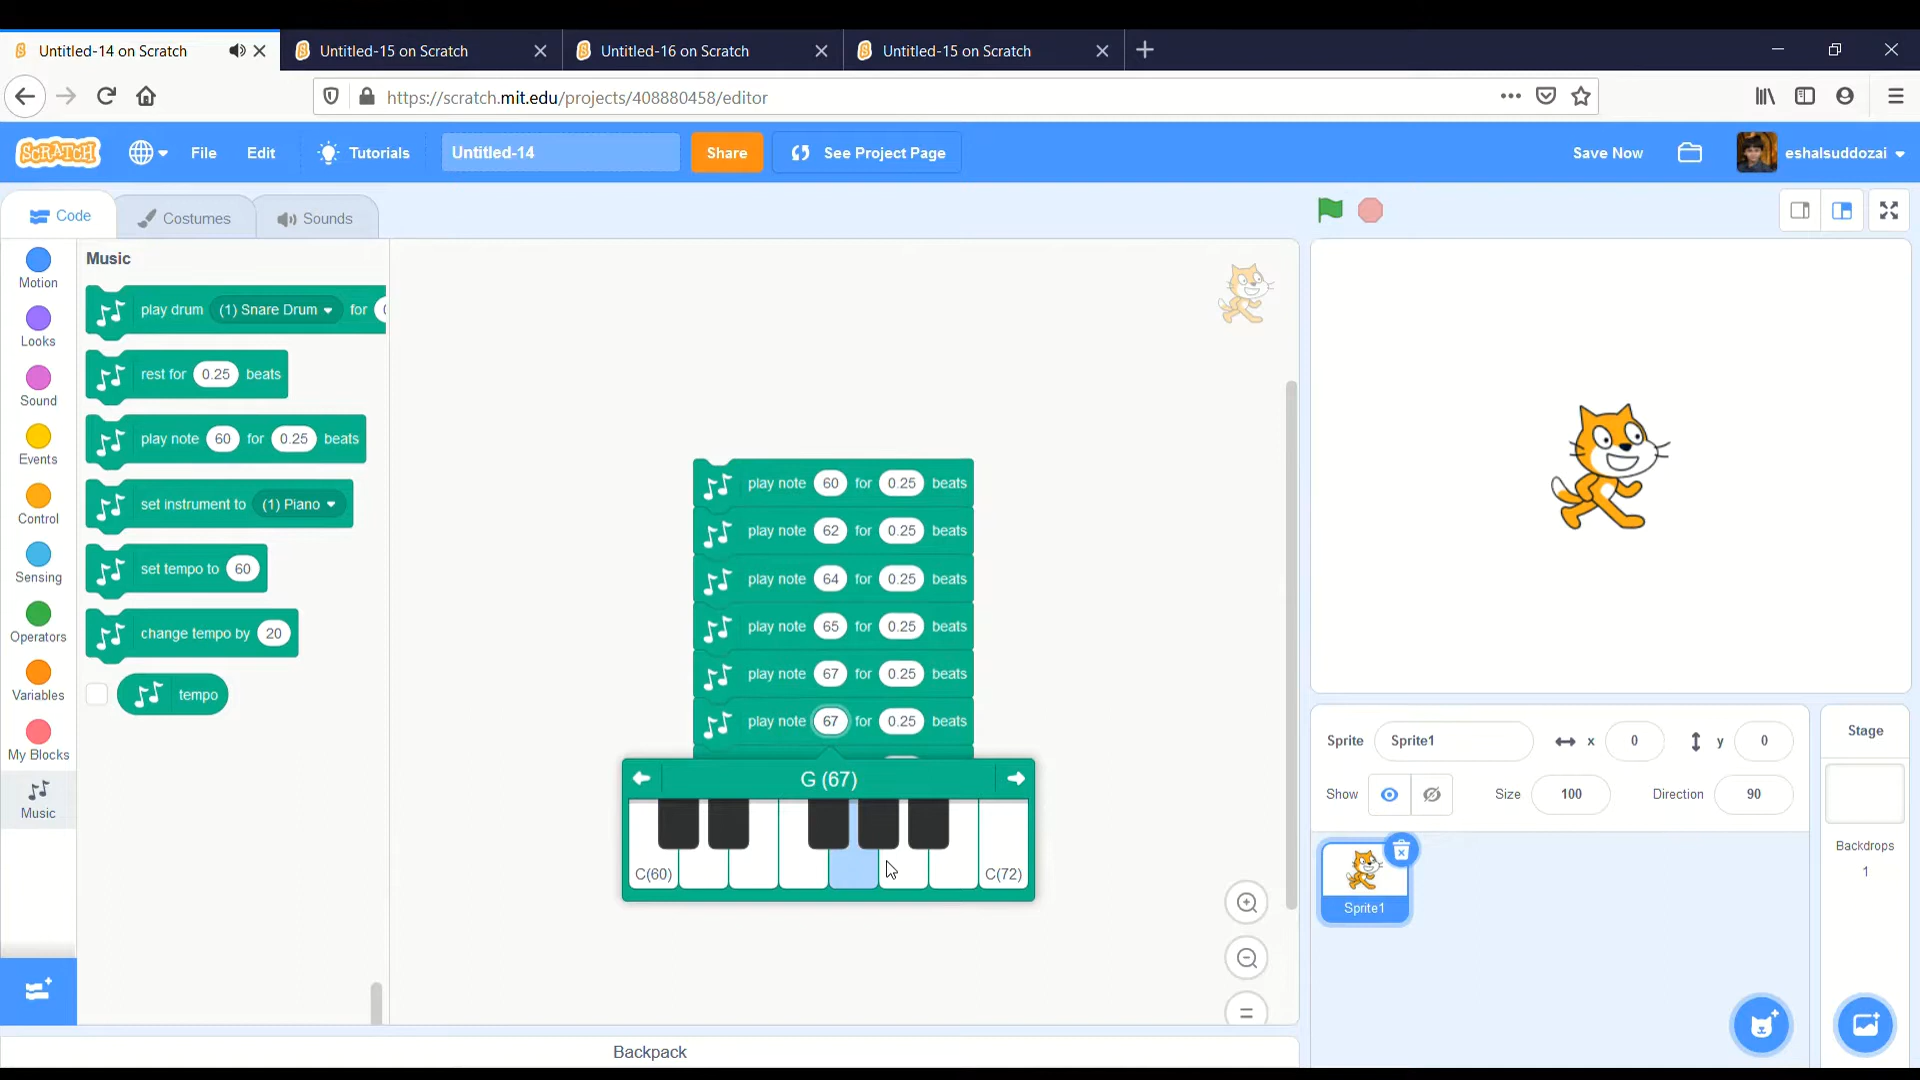 Untitled-14 on Scratch
Untitled-15 on Scratch
Untitled-16 on Scratch
Untitled-15 on Scratch
https://scratch.mit.edu/projects/408880458/editor
SCRATCH
File
Edit
Tutorials
Untitled-14
Share
See Project Page
Save Now
eshalsuddozai
Code
Costumes
Sounds
Motion
Looks
Sound
Events
Control
Sensing
Operators
Variables
My Blocks
Music
Music
play drum (1) Snare Drum for
rest for 0.25 beats
play note 60 for 0.25 beats
set instrument to (1) Piano
set tempo to 60
change tempo by 20
tempo
play note 60 for 0.25 beats
play note 62 for 0.25 beats
play note 64 for 0.25 beats
play note 65 for 0.25 beats
play note 67 for 0.25 beats
play note 67 for 0.25 beats
G (67)
C(60)
C(72)
Backpack
Sprite
Sprite1
x
0
y
0
Show
Size
100
Direction
90
Sprite1
Stage
Backdrops
1